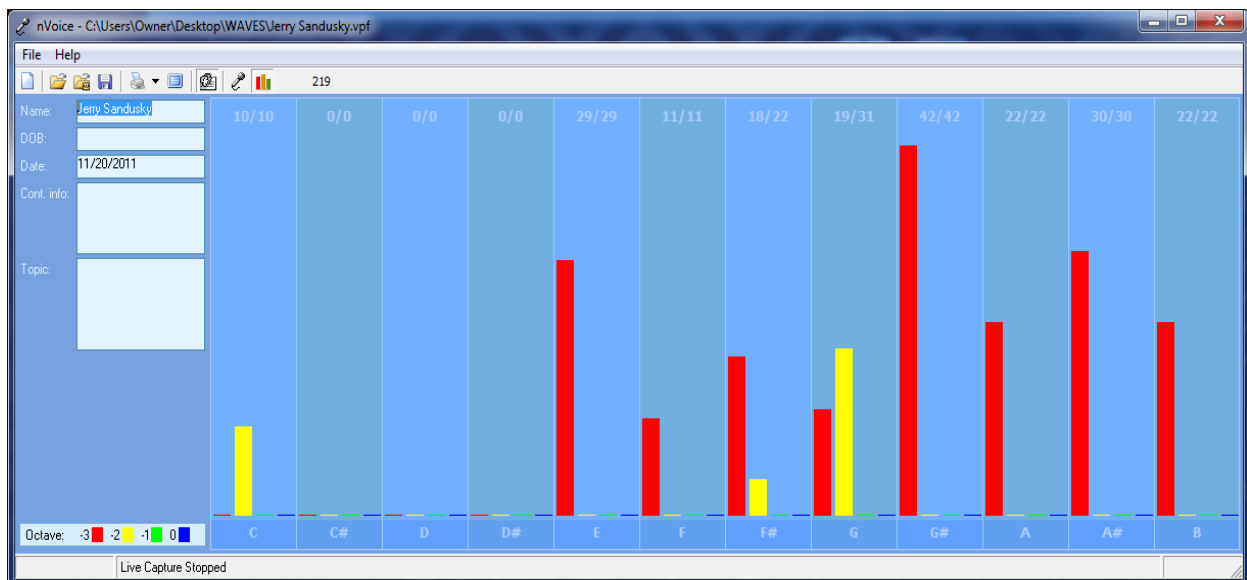 nVoice - C:\Users\Owner\Desktop\WAVES\Jerry Sandusky.vpf
File Help
219
Name: Jerry Sandusky
DOB:
Date: 11/20/2011
Cont. info:
Topic:
10/10 0/0 0/0 0/0 29/29 11/11 18/22 19/31 42/42 22/22 30/30 22/22
Octave: -3 -2 -1 0
C C# D D# E F F# G G# A A# B
Live Capture Stopped